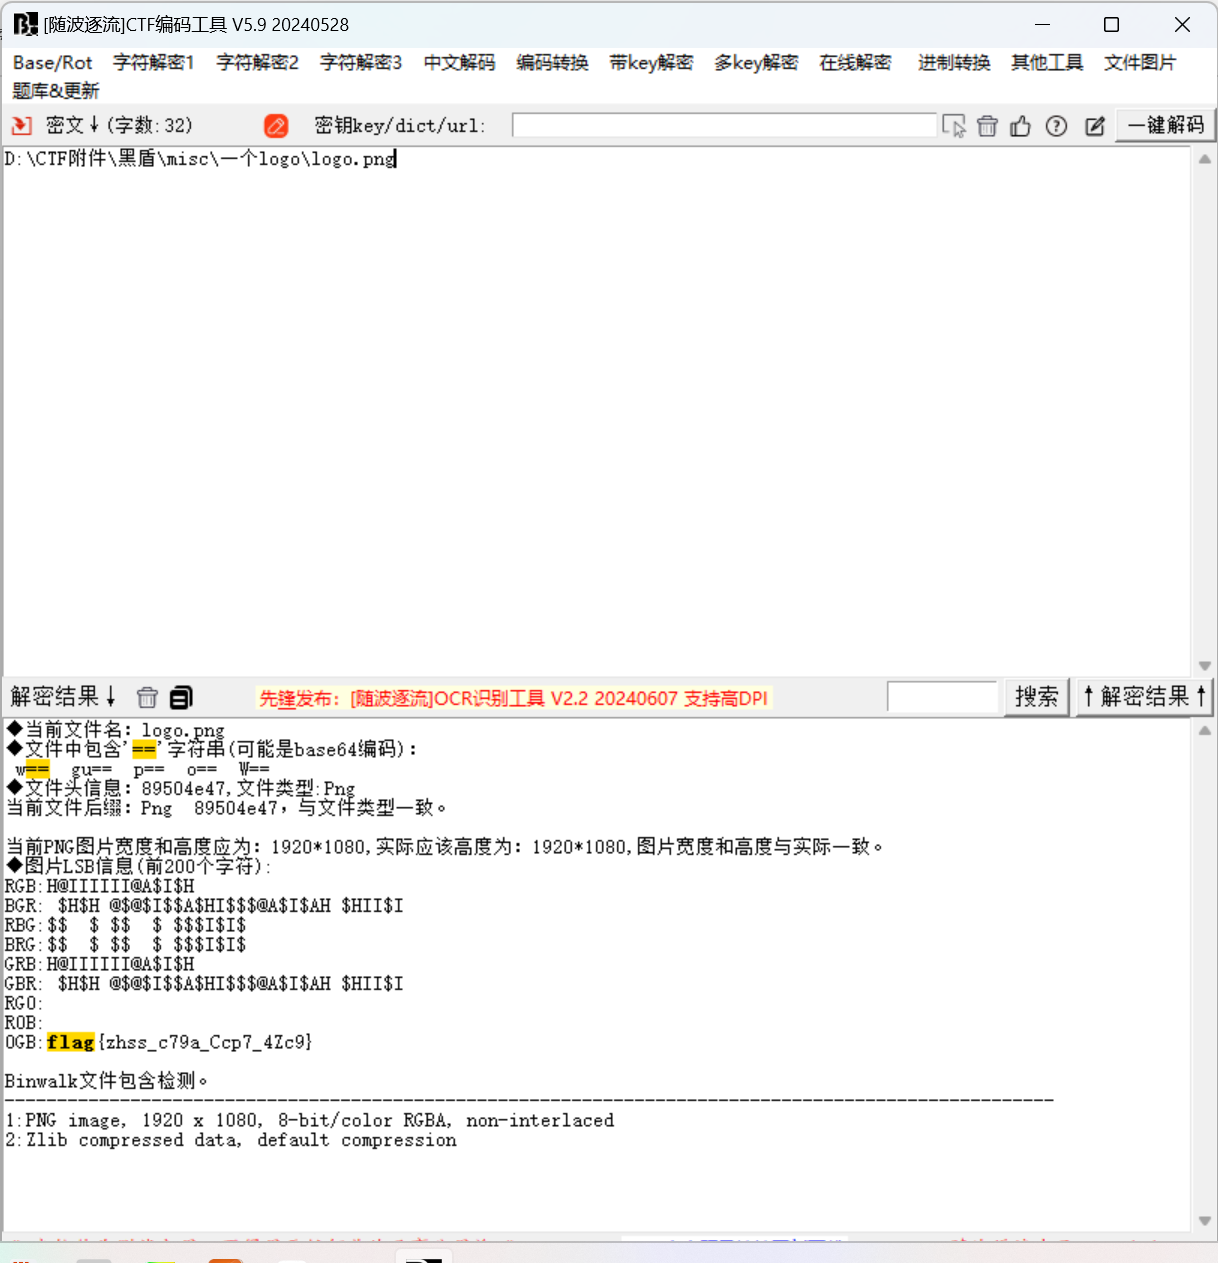 [随波逐流]CTF编码工具 V5.9 20240528
Base/Rot 字符解密1 字符解密2 字符解密3 中文解码 编码转换 带key解密 多key解密 在线解密 进制转换 其他工具 文件图片
题库&更新
密文↓(字数:32) 密钥key/dict/url: 一键解码
D:\CTF附件\黑盾\misc\一个logo\logo.png
解密结果↓ 先锋发布：[随波逐流]OCR识别工具 V2.2 20240607 支持高DPI 搜索 ↑解密结果↑
◆当前文件名：logo.png
◆文件中包含'=='字符串(可能是base64编码)：
w== gu== p== o== W==
◆文件头信息：89504e47,文件类型:Png
当前文件后缀：Png 89504e47，与文件类型一致。
当前PNG图片宽度和高度应为：1920*1080,实际应该高度为：1920*1080,图片宽度和高度与实际一致。
◆图片LSB信息(前200个字符)：
RGB:H@IIIIII@A$I$H
BGR: $H$H @$@$I$$A$HI$$$@A$I$AH $HII$I
RBG:$$ $ $$ $ $$$I$I$
BRG:$$ $ $$ $ $$$I$I$
GRB:H@IIIIII@A$I$H
GBR: $H$H @$@$I$$A$HI$$$@A$I$AH $HII$I
RG0:
R0B:
0GB:flag{zhss_c79a_Ccp7_4Zc9}
Binwalk文件包含检测。
----------------------------------------------------------------------------------------------------
1:PNG image, 1920 x 1080, 8-bit/color RGBA, non-interlaced
2:Zlib compressed data, default compression